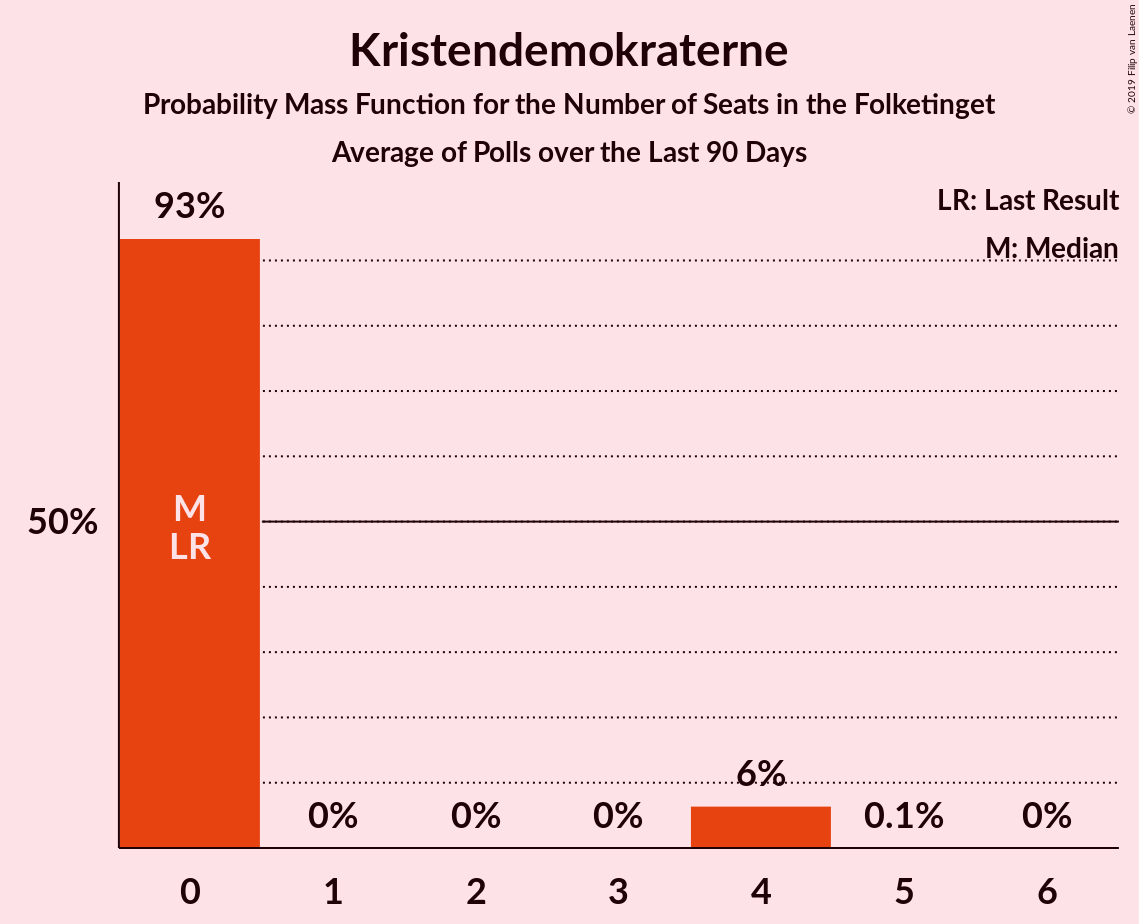 Kristendemokraterne
Probability Mass Function for the Number of Seats in the Folketinget
Average of Polls over the Last 90 Days
© 2019 Filip van Laenen
LR: Last Result
M: Median
93%
50%
M
LR
0%
0%
0%
6%
0.1%
0%
0
1
2
3
4
5
6